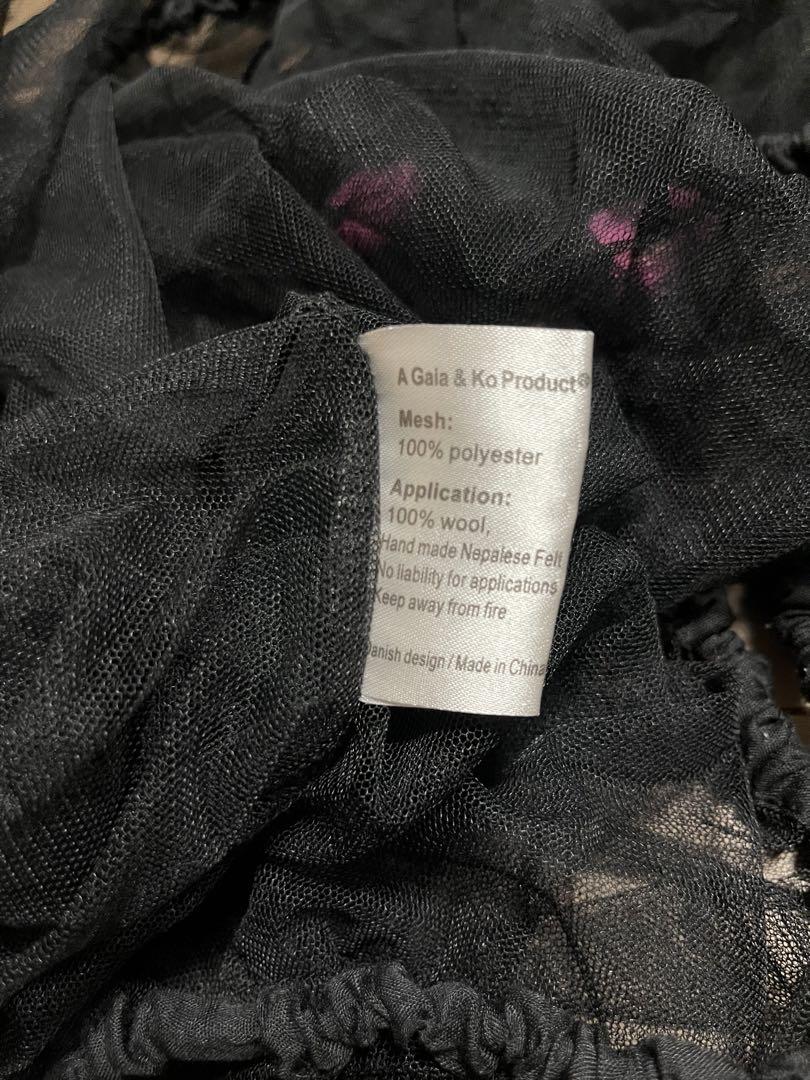 A Gaia & Ko Product®
Mesh:
100% polyester
Application:
100% wool,
Hand made Nepalese Felt
No liability for applications
Keep away from fire
Danish design / Made in China